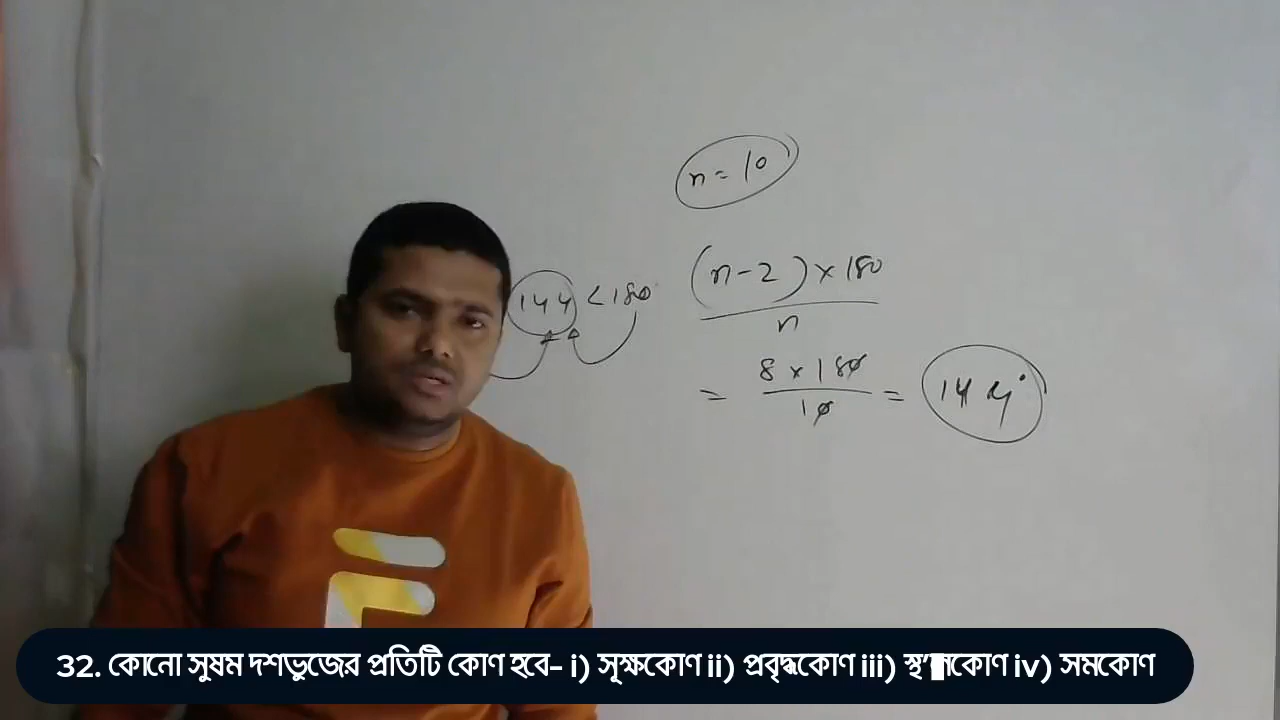 n = 10
144 < 180
(n-2) × 180
n
= 8 × 180
10
= 144°
32. কোনো সুষম দশভুজের প্রতিটি কোণ হবে- i) সূক্ষকোণ ii) প্রবৃদ্ধকোণ iii) iv) সমকোণ